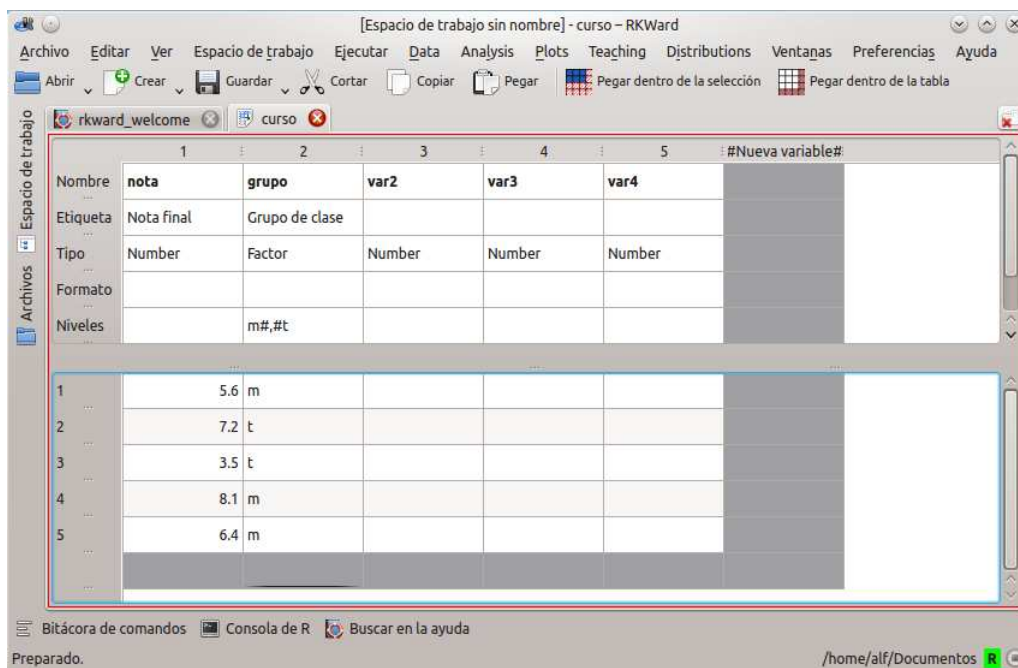 [Espacio de trabajo sin nombre] - curso – RKWard
Archivo Editar Ver Espacio de trabajo Ejecutar Data Analysis Plots Teaching Distributions Ventanas Preferencias Ayuda
Abrir Crear Guardar Cortar Copiar Pegar Pegar dentro de la selección Pegar dentro de la tabla
Espacio de trabajo
Archivos
rkward_welcome curso
1 2 3 4 5 #Nueva variable#
Nombre nota grupo var2 var3 var4
Etiqueta Nota final Grupo de clase
Tipo Number Factor Number Number Number
Formato
Niveles m#,#t
1 5.6 m
2 7.2 t
3 3.5 t
4 8.1 m
5 6.4 m
Bitácora de comandos Consola de R Buscar en la ayuda
Preparado. /home/alf/Documentos R